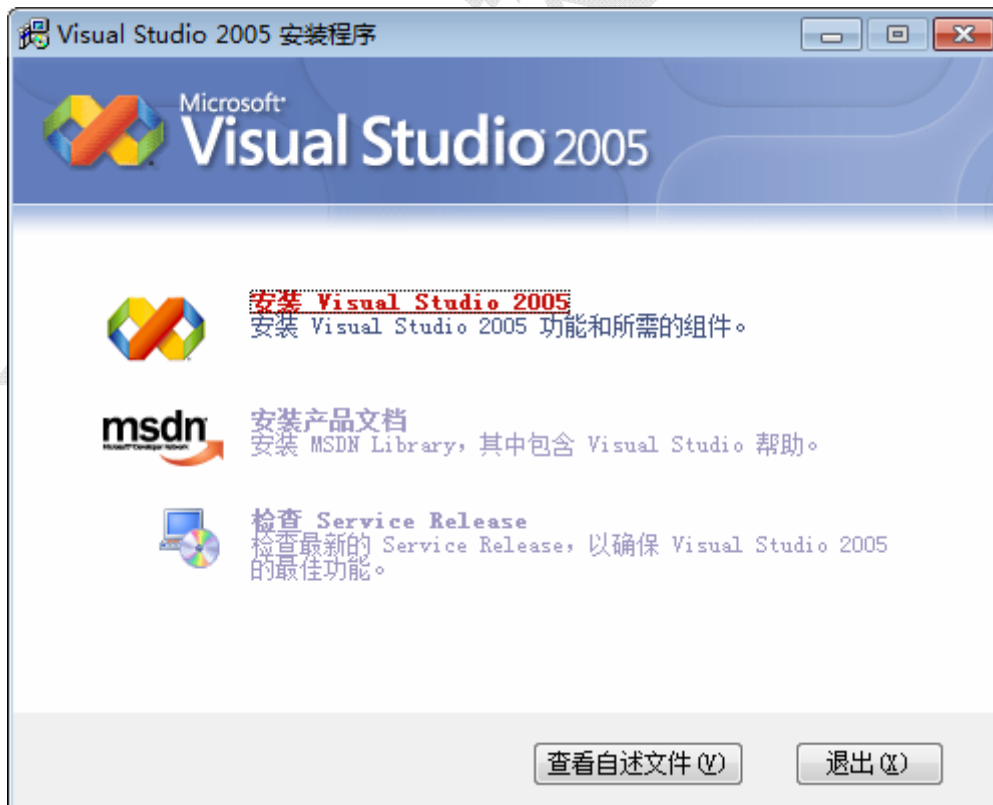 Visual Studio 2005 安装程序
Microsoft
Visual Studio 2005
安装 Visual Studio 2005
安装 Visual Studio 2005 功能和所需的组件。
msdn
安装产品文档
安装 MSDN Library，其中包含 Visual Studio 帮助。
检查 Service Release
检查最新的 Service Release，以确保 Visual Studio 2005
的最佳功能。
查看自述文件(V)
退出(X)